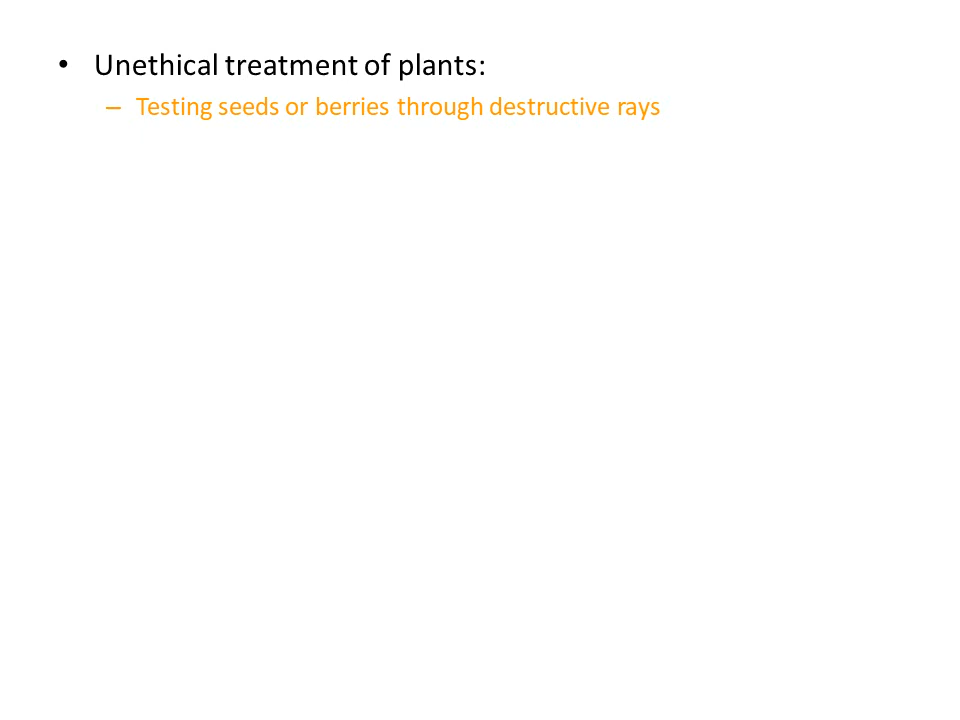 • Unethical treatment of plants:
– Testing seeds or berries through destructive rays